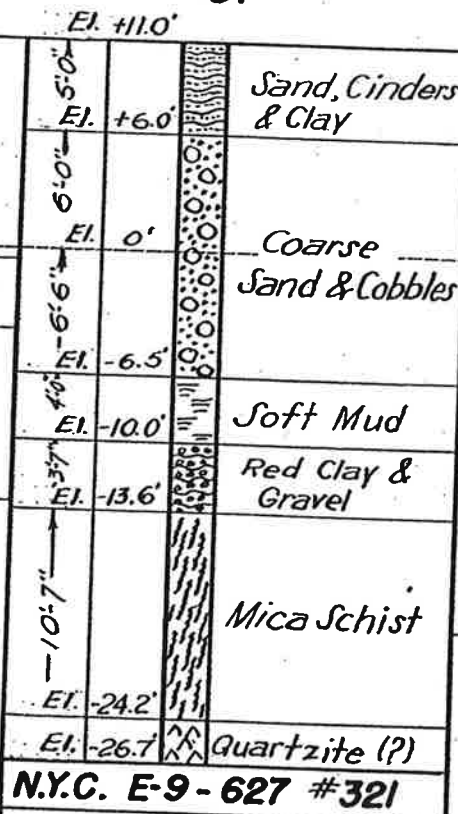 El. +11.0'
5'-0"
Sand, Cinders
& Clay
El. +6.0'
6'-0"
El. 0'
Coarse
Sand & Cobbles
6'-6"
El. -6.5'
4'-0"
Soft Mud
El. -10.0'
3'-7"
Red Clay &
Gravel
El. -13.6'
10'-7"
Mica Schist
El. -24.2'
El. -26.7' Quartzite (?)
N.Y.C. E-9-627 #321